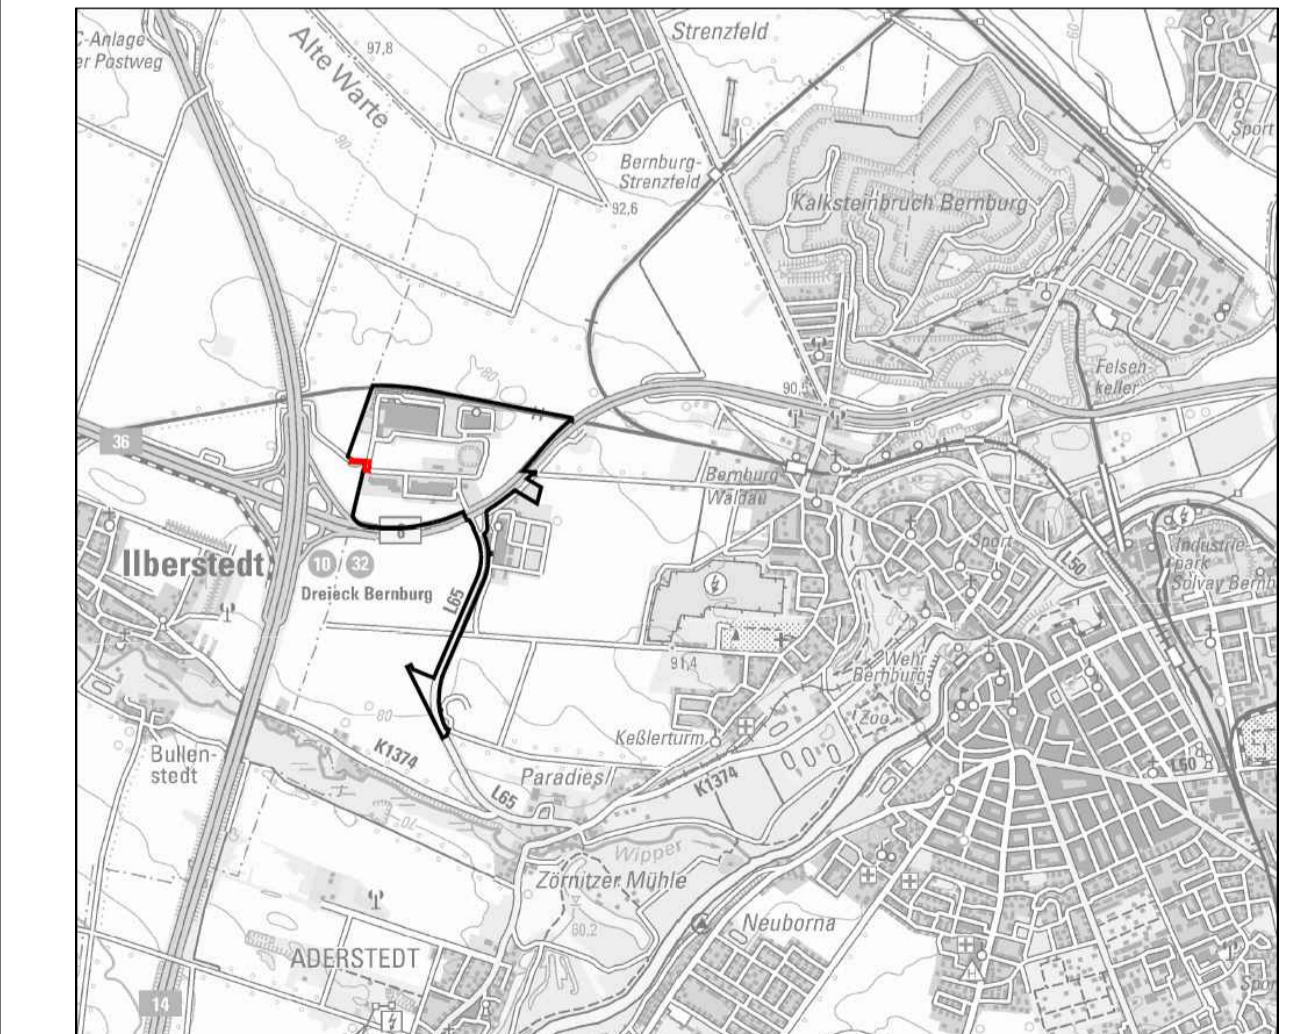 Strenzfeld
-Anlage
er Postweg
97,8
Alte Warte
90
60
Sport
Bernburg-
Strenzfeld
92,6
Kalksteinbruch Bernburg
80
90,
Felsen-
keller
36
Bernburg
Waldau
Sport
L50
Industrie-
park
Solvay Bernb
Ilberstedt
10 / 32
Dreieck Bernburg
L65
91,4
Wehr
Bernburg
Zoo
80
Keßlerturm
Bullen-
stedt
K1374
Paradies
K1374
L65
L50
70
Wipper
Zörnitzer Mühle
80.2
Neuborna
ADERSTEDT
14
Spor